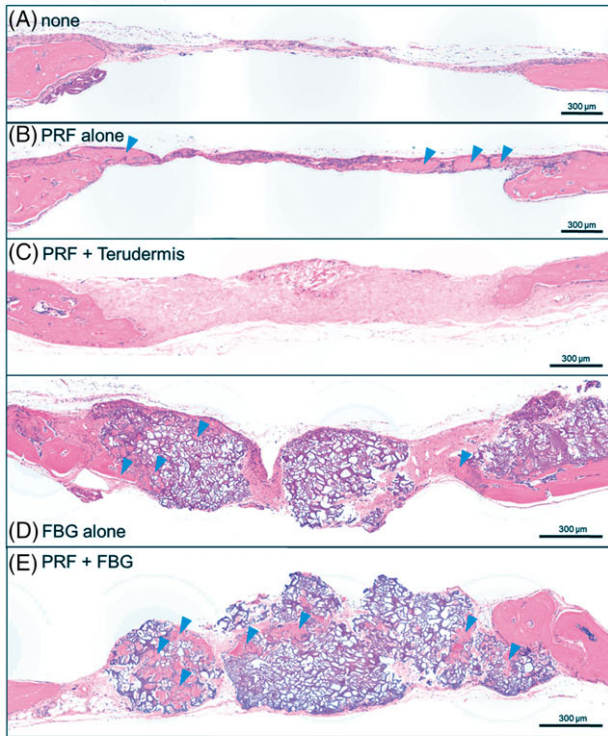 (A) none
300 µm
(B) PRF alone
300 µm
(C) PRF + Terudermis
300 µm
(D) FBG alone
300 µm
(E) PRF + FBG
300 µm